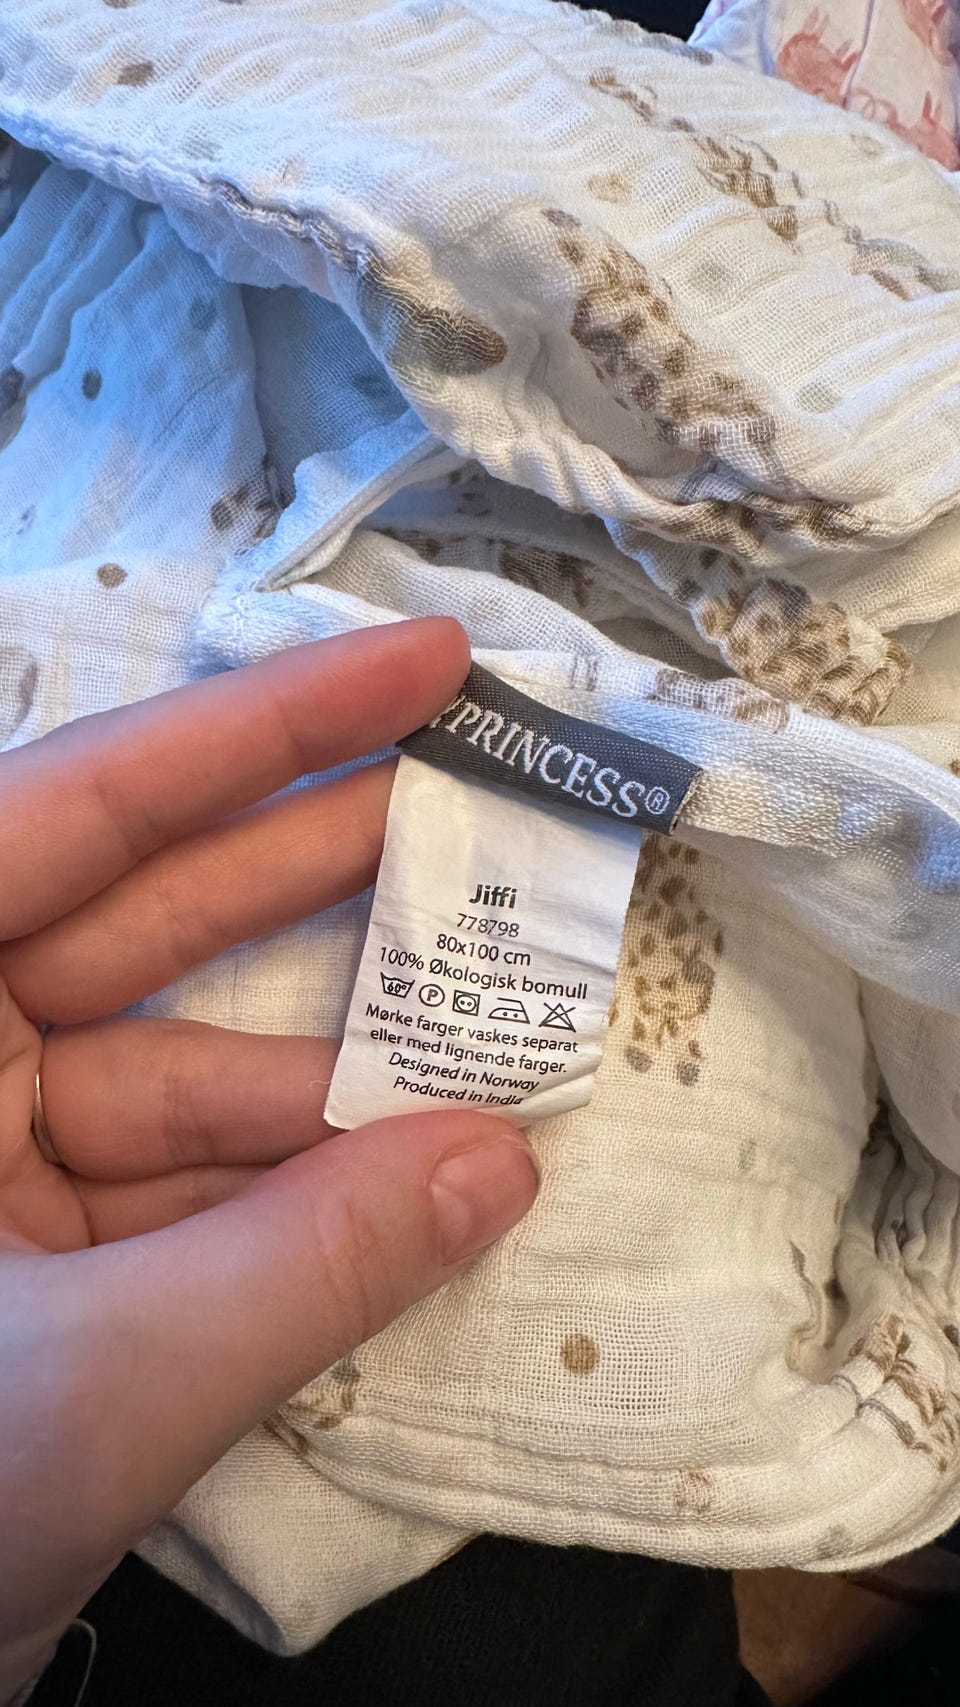 PRINCESS®
Jiffi
778798
80x100 cm
100% Økologisk bomull
60° P
Mørke farger vaskes separat
eller med lignende farger.
Designed in Norway
Produced in India